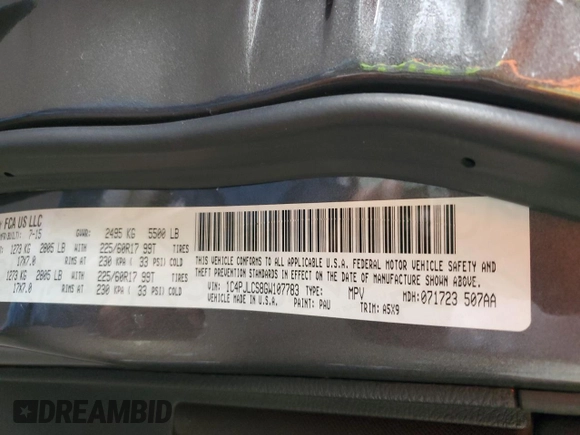 FCA US LLC
7-15
GVWR: 2495 KG 5500 LB
1273 KG 2805 LB WITH 225/60R17 99T TIRES
17X7.0 RIMS AT 230 KPA ( 33 PSI) COLD
1273 KG 2805 LB WITH 225/60R17 99T TIRES
17X7.0 RIMS AT 230 KPA ( 33 PSI) COLD
THIS VEHICLE CONFORMS TO ALL APPLICABLE U.S.A. FEDERAL MOTOR VEHICLE SAFETY AND
THEFT PREVENTION STANDARDS IN EFFECT ON THE DATE OF MANUFACTURE SHOWN ABOVE.
VIN: 1C4PJLCS8GW107783 TYPE: MPV MDH: 071723 507AA
VEHICLE MADE IN U.S.A. PAINT: PAU TRIM: A5X9
DREAMBID